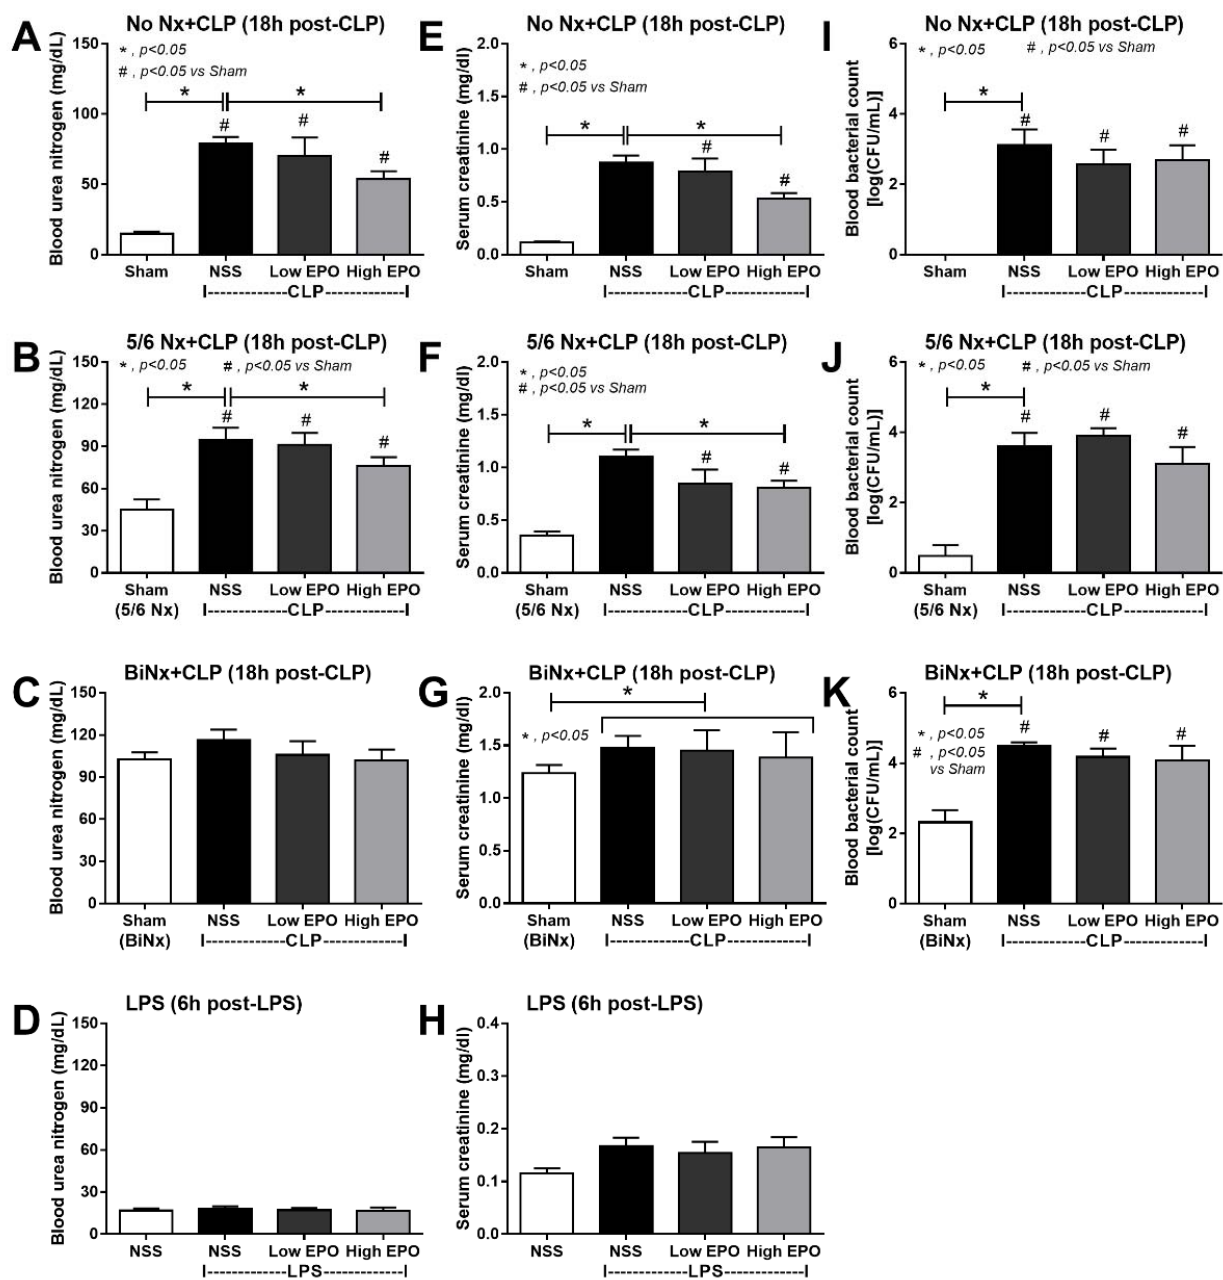 A
No Nx+CLP (18h post-CLP)
Blood urea nitrogen (mg/dL)
150
100
50
0
*, p<0.05
#, p<0.05 vs Sham
* *
# # #
Sham NSS Low EPO High EPO
I--------------CLP--------------I
E
No Nx+CLP (18h post-CLP)
Serum creatinine (mg/dl)
2.0
1.5
1.0
0.5
0.0
*, p<0.05
#, p<0.05 vs Sham
* *
# #
Sham NSS Low EPO High EPO
I--------------CLP--------------I
I
No Nx+CLP (18h post-CLP)
Blood bacterial count
[log(CFU/mL)]
6
4
2
0
*, p<0.05 #, p<0.05 vs Sham
*
# # #
Sham NSS Low EPO High EPO
I--------------CLP--------------I
B
5/6 Nx+CLP (18h post-CLP)
Blood urea nitrogen (mg/dL)
150
120
90
60
30
0
*, p<0.05 #, p<0.05 vs Sham
* *
# # #
Sham NSS Low EPO High EPO
(5/6 Nx) I--------------CLP--------------I
F
5/6 Nx+CLP (18h post-CLP)
Serum creatinine (mg/dl)
2.0
1.5
1.0
0.5
0.0
*, p<0.05
#, p<0.05 vs Sham
* *
# #
Sham NSS Low EPO High EPO
(5/6 Nx) I--------------CLP--------------I
J
5/6 Nx+CLP (18h post-CLP)
Blood bacterial count
[log(CFU/mL)]
6
4
2
0
*, p<0.05 #, p<0.05 vs Sham
*
# # #
Sham NSS Low EPO High EPO
(5/6 Nx) I--------------CLP--------------I
C
BiNx+CLP (18h post-CLP)
Blood urea nitrogen (mg/dL)
150
120
90
60
30
0
Sham NSS Low EPO High EPO
(BiNx) I--------------CLP--------------I
G
BiNx+CLP (18h post-CLP)
Serum creatinine (mg/dl)
2.0
1.5
1.0
0.5
0.0
*
*, p<0.05
Sham NSS Low EPO High EPO
(BiNx) I--------------CLP--------------I
K
BiNx+CLP (18h post-CLP)
Blood bacterial count
[log(CFU/mL)]
6
4
2
0
*
*, p<0.05
#, p<0.05
vs Sham
# # #
Sham NSS Low EPO High EPO
(BiNx) I--------------CLP--------------I
D
LPS (6h post-LPS)
Blood urea nitrogen (mg/dL)
150
120
90
60
30
0
NSS NSS Low EPO High EPO
I--------------LPS--------------I
H
LPS (6h post-LPS)
Serum creatinine (mg/dl)
0.4
0.3
0.2
0.1
0.0
NSS NSS Low EPO High EPO
I--------------LPS--------------I